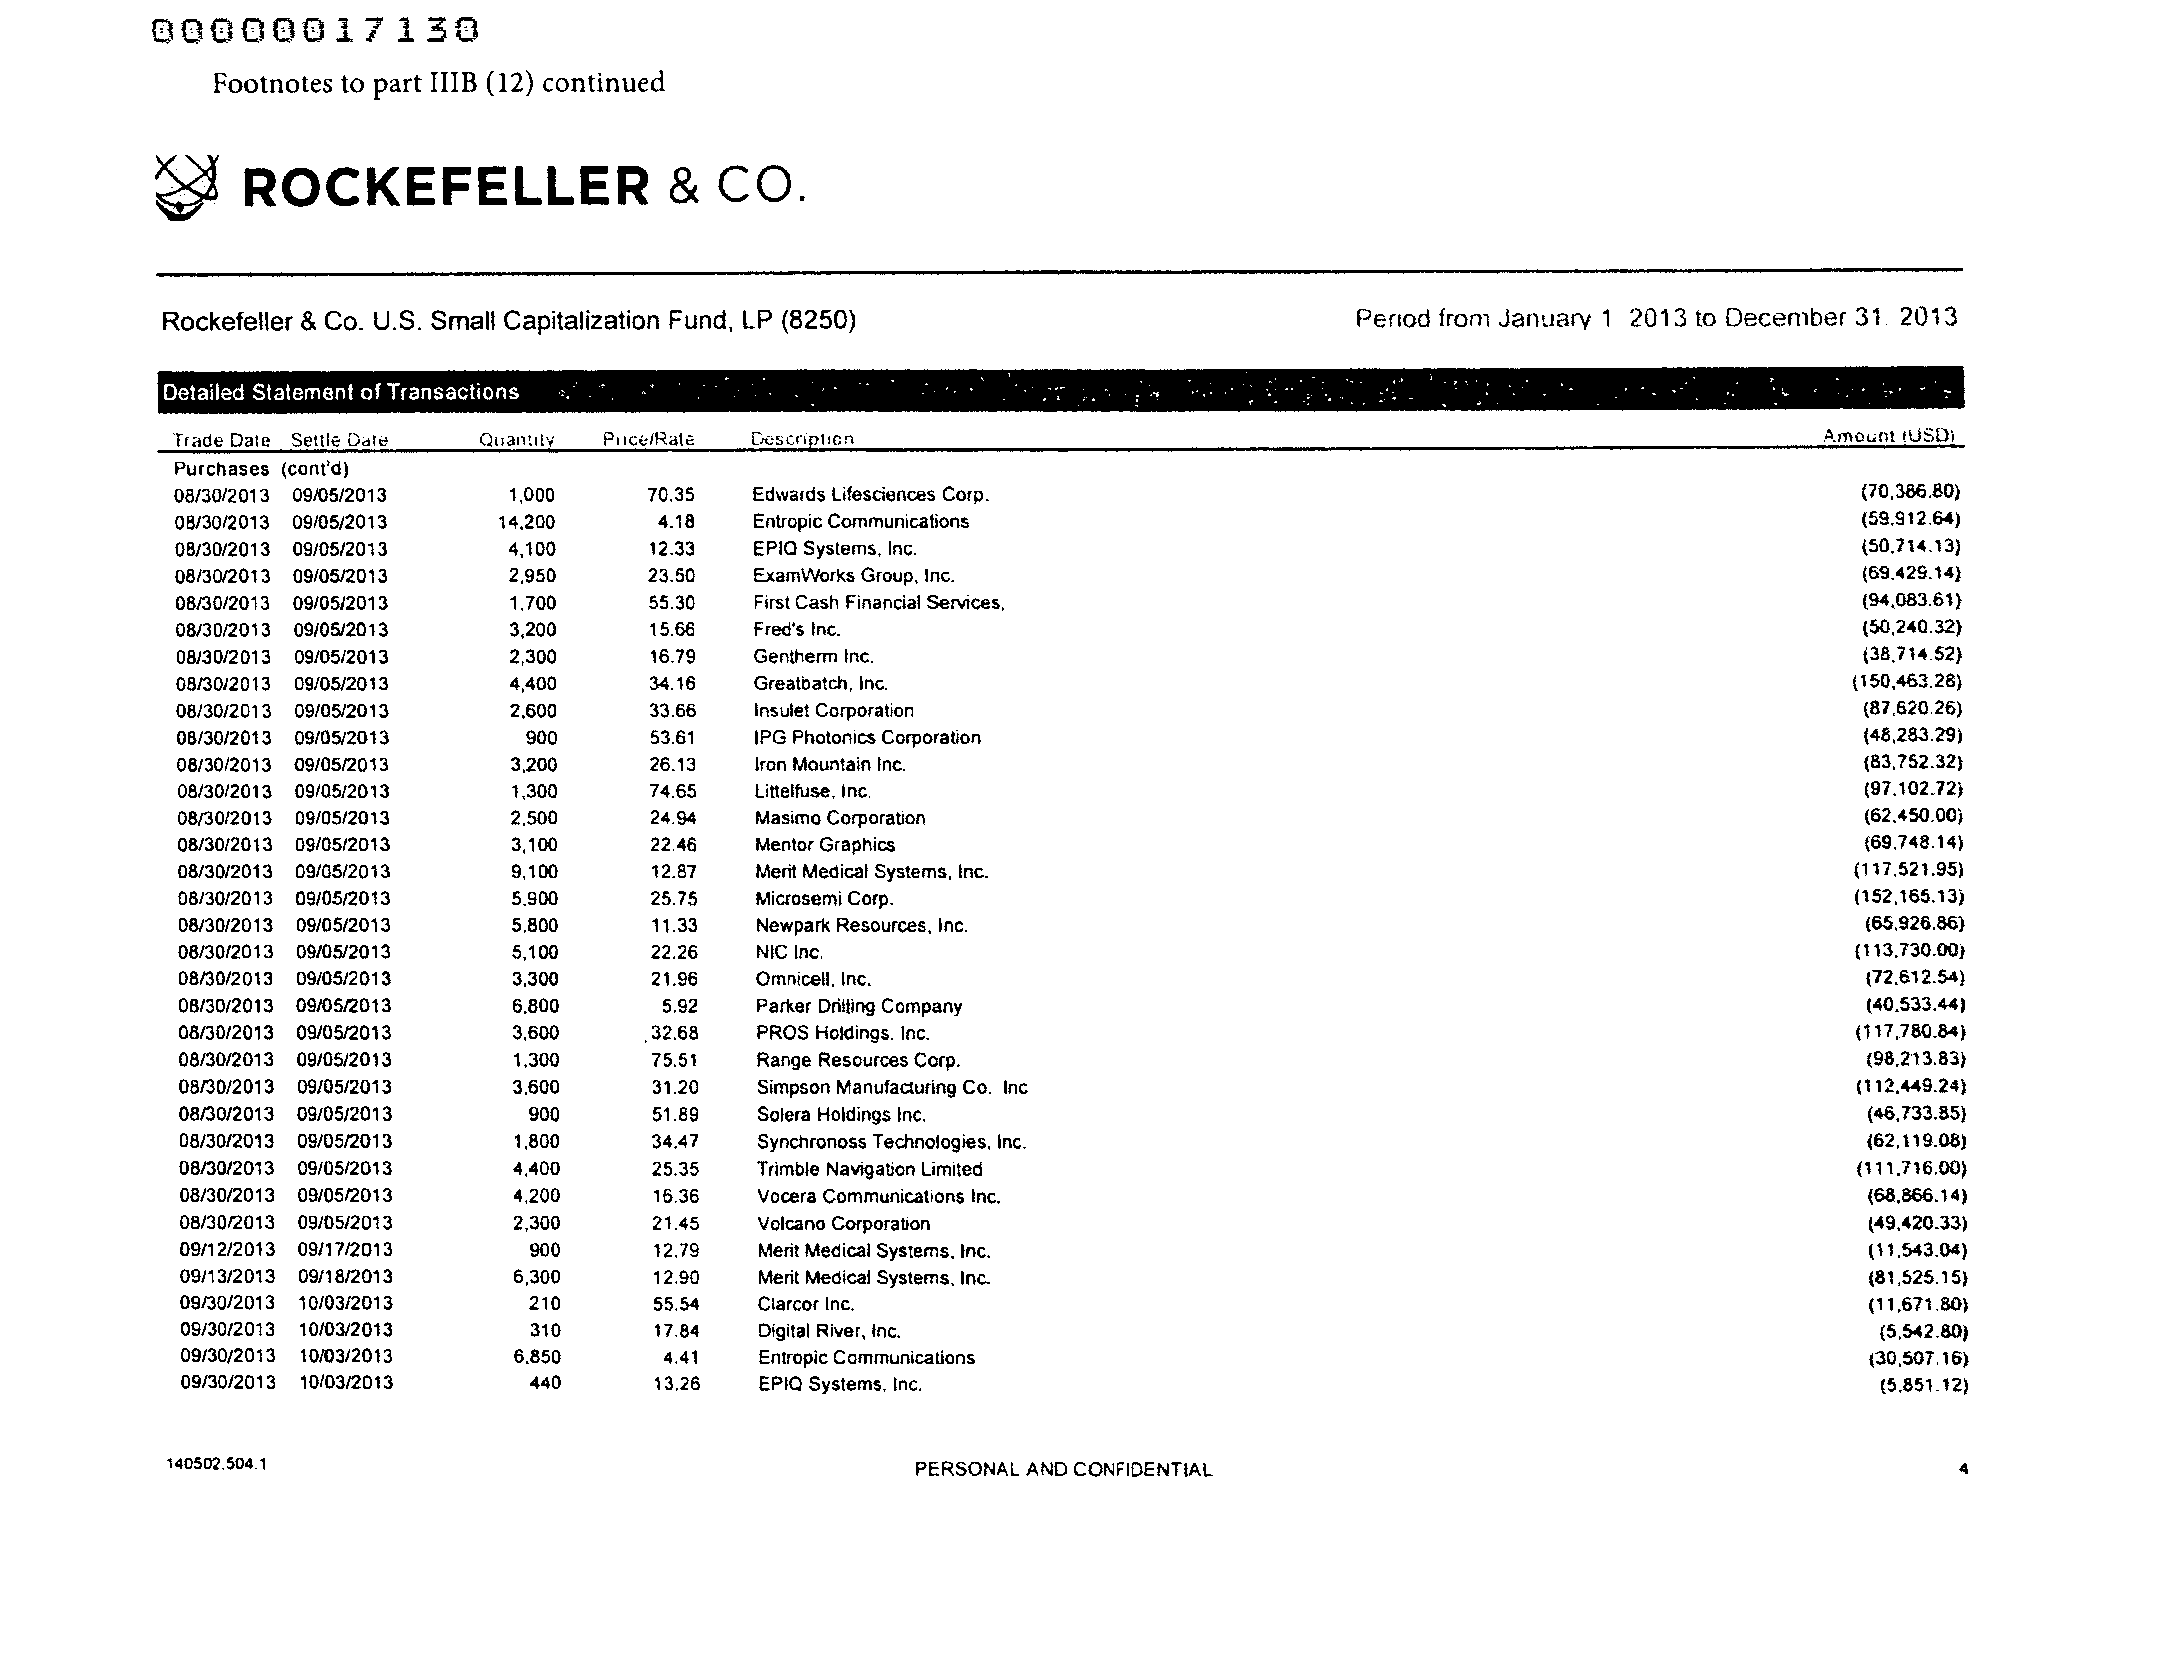 00000017130
Footnotes to part IIIB (12) continued
ROCKEFELLER & CO.
Rockefeller & Co. U.S. Small Capitalization Fund, LP (8250) Period from January 1 2013 to December 31. 2013
Detailed Statement of Transactions
Trade Date Settle Date Quantity Price/Rate Description Amount (USD)
Purchases (cont'd)
08/30/2013 09/05/2013 1,000 70.35 Edwards Lifesciences Corp. (70,386.80)
08/30/2013 09/05/2013 14,200 4.18 Entropic Communications (59,912.64)
08/30/2013 09/05/2013 4,100 12.33 EPIQ Systems, Inc. (50,714.13)
08/30/2013 09/05/2013 2,950 23.50 ExamWorks Group, Inc. (69,429.14)
08/30/2013 09/05/2013 1,700 55.30 First Cash Financial Services, (94,083.61)
08/30/2013 09/05/2013 3,200 15.66 Fred's Inc. (50,240.32)
08/30/2013 09/05/2013 2,300 16.79 Gentherm Inc. (38,714.52)
08/30/2013 09/05/2013 4,400 34.16 Greatbatch, Inc. (150,463.28)
08/30/2013 09/05/2013 2,600 33.66 Insulet Corporation (87,620.26)
08/30/2013 09/05/2013 900 53.61 IPG Photonics Corporation (48,283.29)
08/30/2013 09/05/2013 3,200 26.13 Iron Mountain Inc. (83,752.32)
08/30/2013 09/05/2013 1,300 74.65 Littelfuse, Inc. (97,102.72)
08/30/2013 09/05/2013 2,500 24.94 Masimo Corporation (62,450.00)
08/30/2013 09/05/2013 3,100 22.46 Mentor Graphics (69,748.14)
08/30/2013 09/05/2013 9,100 12.87 Merit Medical Systems, Inc. (117,521.95)
08/30/2013 09/05/2013 5,900 25.75 Microsemi Corp. (152,165.13)
08/30/2013 09/05/2013 5,800 11.33 Newpark Resources, Inc. (65,926.86)
08/30/2013 09/05/2013 5,100 22.26 NIC Inc. (113,730.00)
08/30/2013 09/05/2013 3,300 21.96 Omnicell, Inc. (72,612.54)
08/30/2013 09/05/2013 6,800 5.92 Parker Drilling Company (40,533.44)
08/30/2013 09/05/2013 3,600 32.68 PROS Holdings, Inc. (117,780.84)
08/30/2013 09/05/2013 1,300 75.51 Range Resources Corp. (98,213.83)
08/30/2013 09/05/2013 3,600 31.20 Simpson Manufacturing Co. Inc (112,449.24)
08/30/2013 09/05/2013 900 51.89 Solera Holdings Inc. (46,733.85)
08/30/2013 09/05/2013 1,800 34.47 Synchronoss Technologies, Inc. (62,119.08)
08/30/2013 09/05/2013 4,400 25.35 Trimble Navigation Limited (111,716.00)
08/30/2013 09/05/2013 4,200 16.36 Vocera Communications Inc. (68,866.14)
08/30/2013 09/05/2013 2,300 21.45 Volcano Corporation (49,420.33)
09/12/2013 09/17/2013 900 12.79 Merit Medical Systems, Inc. (11,543.04)
09/13/2013 09/18/2013 6,300 12.90 Merit Medical Systems, Inc. (81,525.15)
09/30/2013 10/03/2013 210 55.54 Clarcor Inc. (11,671.80)
09/30/2013 10/03/2013 310 17.84 Digital River, Inc. (5,542.80)
09/30/2013 10/03/2013 6,850 4.41 Entropic Communications (30,507.16)
09/30/2013 10/03/2013 440 13.26 EPIQ Systems, Inc. (5,851.12)
140502.504.1 PERSONAL AND CONFIDENTIAL 4